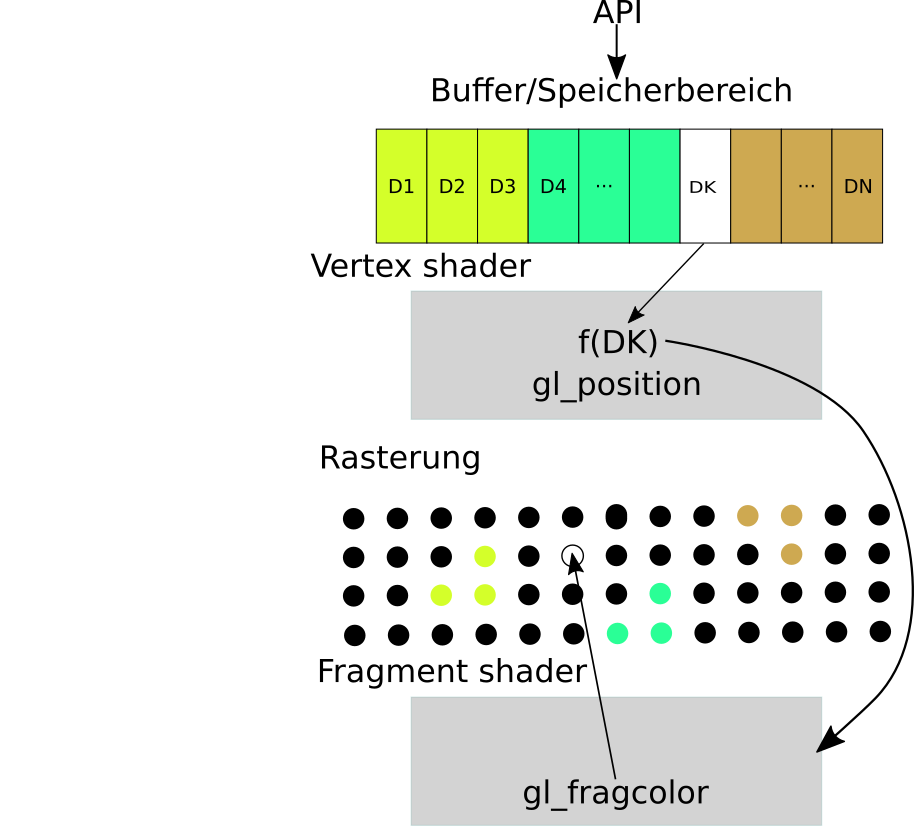 API
Buffer/Speicherbereich
D1 D2 D3 D4 ... DK ... DN
Vertex shader
f(DK)
gl_position
Rasterung
Fragment shader
gl_fragcolor